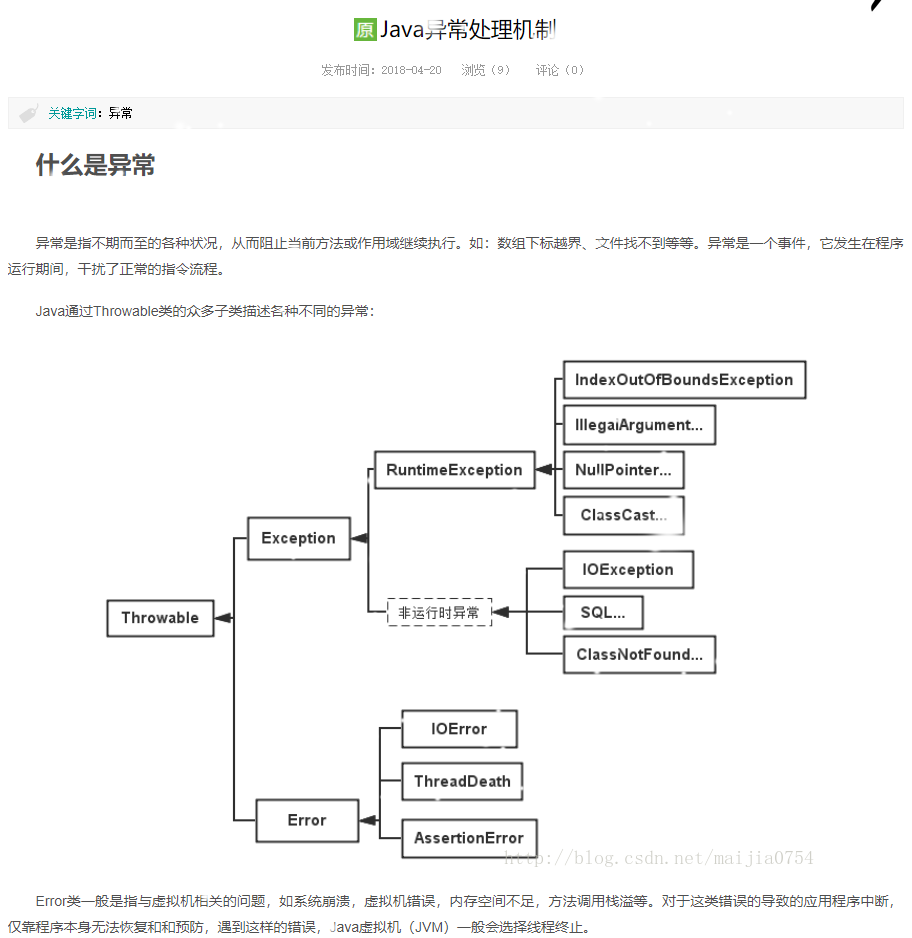 原 Java异常处理机制
发布时间：2018-04-20 浏览（9） 评论（0）
关键字词：异常
什么是异常
异常是指不期而至的各种状况，从而阻止当前方法或作用域继续执行。如：数组下标越界、文件找不到等等。异常是一个事件，它发生在程序
运行期间，干扰了正常的指令流程。
Java通过Throwable类的众多子类描述各种不同的异常：
IndexOutOfBoundsException
IllegalArgument...
RuntimeException
NullPointer...
ClassCast...
Exception
IOException
非运行时异常
SQL...
Throwable
ClassNotFound...
IOError
ThreadDeath
Error
AssertionError
http://blog.csdn.net/maijia0754
Error类一般是指与虚拟机相关的问题，如系统崩溃，虚拟机错误，内存空间不足，方法调用栈溢等。对于这类错误的导致的应用程序中断，
仅靠程序本身无法恢复和和预防，遇到这样的错误，Java虚拟机（JVM）一般会选择线程终止。